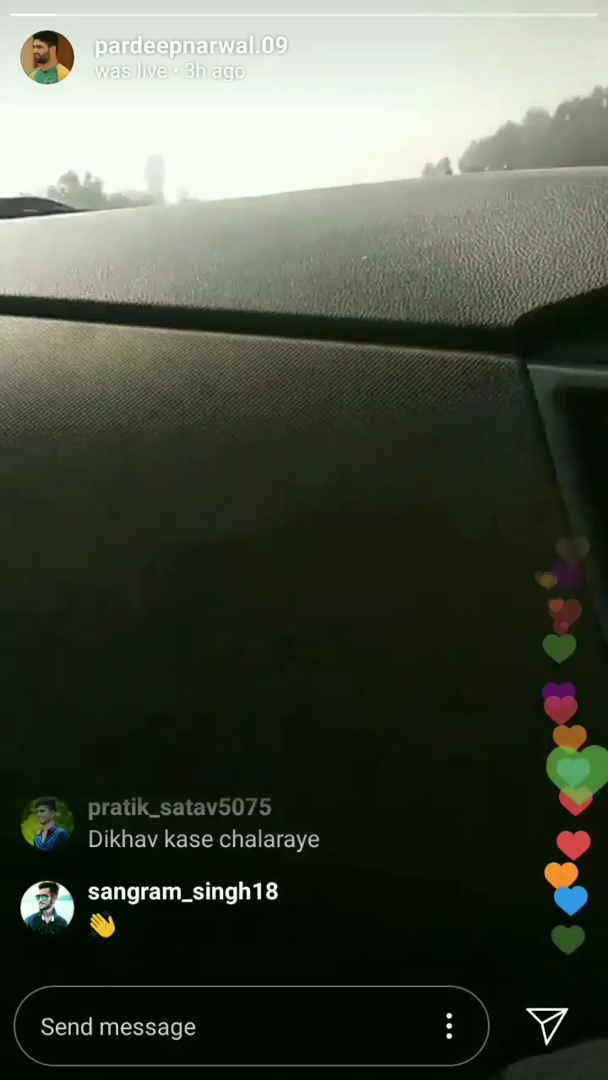 pardeepnarwal.09
was live • 3h ago
pratik_satav5075
Dikhav kase chalaraye
sangram_singh18
👋
Send message